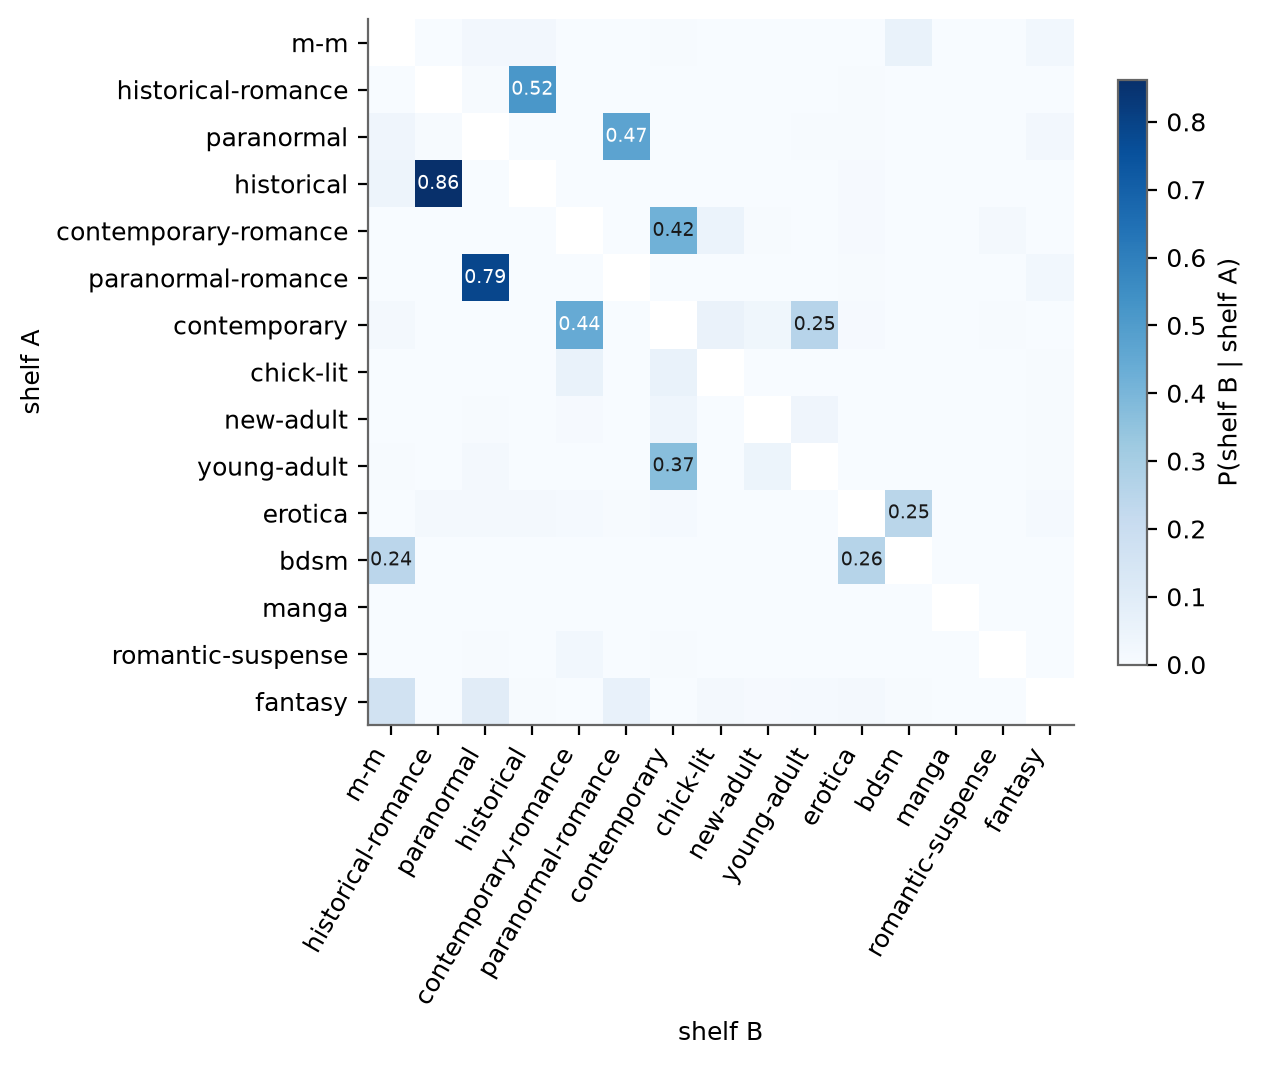 m-m
historical-romance
0.52
paranormal
0.47
historical
0.86
contemporary-romance
0.42
paranormal-romance
0.79
contemporary
0.44
0.25
chick-lit
new-adult
young-adult
0.37
erotica
0.25
bdsm
0.24
0.26
manga
romantic-suspense
fantasy
shelf A
m-m
historical-romance
paranormal
historical
contemporary-romance
paranormal-romance
contemporary
chick-lit
new-adult
young-adult
erotica
bdsm
manga
romantic-suspense
fantasy
shelf B
0.8
0.7
0.6
0.5
0.4
0.3
0.2
0.1
0.0
P(shelf B | shelf A)